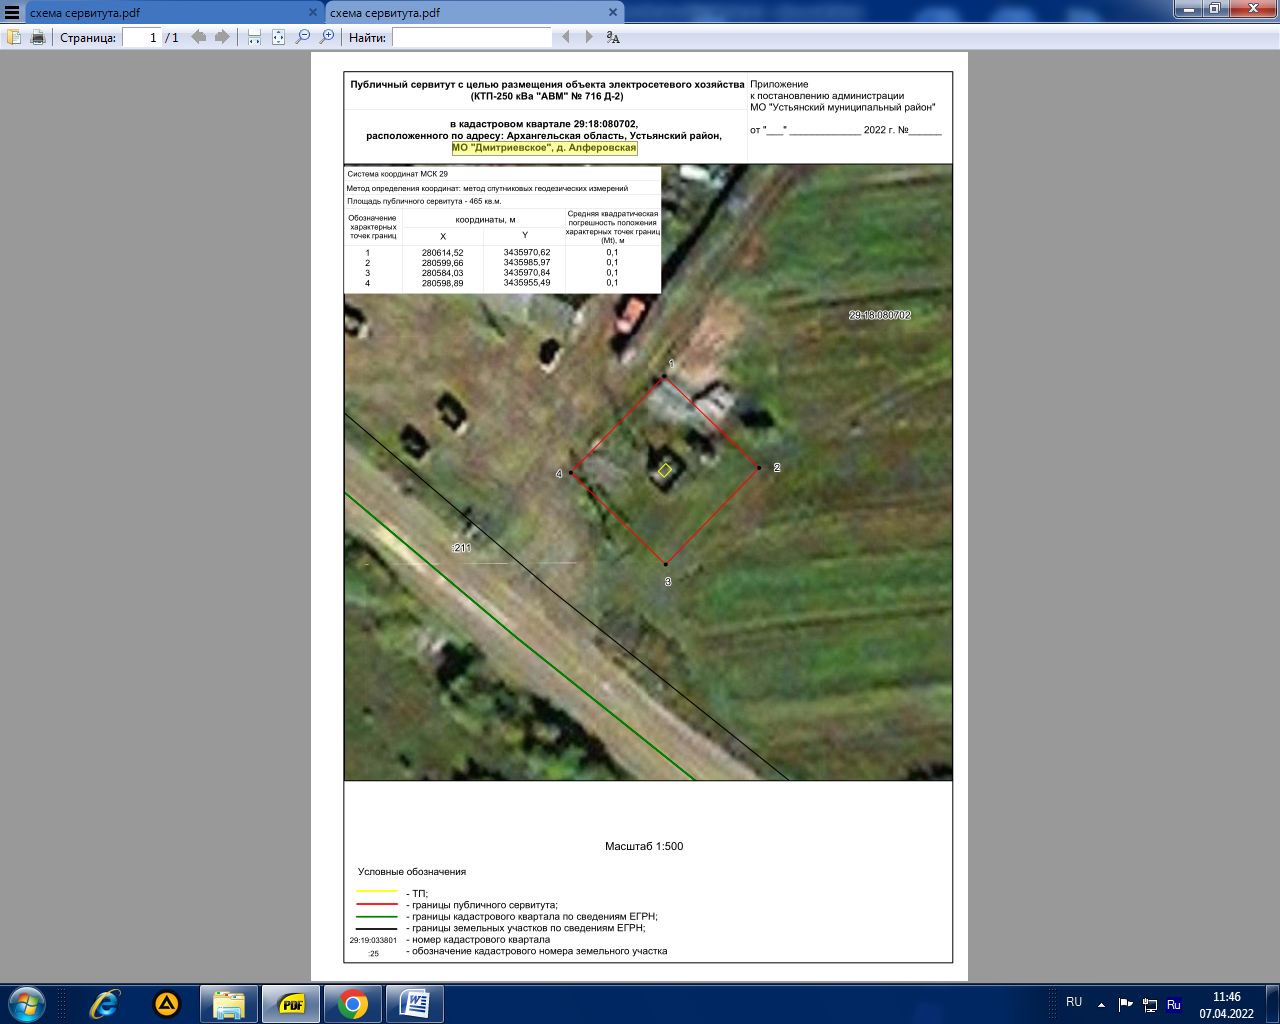 схема сервитута.pdf
схема сервитута.pdf
Страница: 1 / 1 Найти:
Публичный сервитут с целью размещения объекта электросетевого хозяйства
(КТП-250 кВа "АВМ" № 716 Д-2)
в кадастровом квартале 29:18:080702,
расположенного по адресу: Архангельская область, Устьянский район,
МО "Дмитриевское", д. Алферовская
Приложение
к постановлению администрации
МО "Устьянский муниципальный район"
от "___" _____________ 2022 г. №______
Система координат МСК 29
Метод определения координат: метод спутниковых геодезических измерений
Площадь публичного сервитута - 465 кв.м.
Обозначение
характерных
точек границ
координаты, м
X Y
Средняя квадратическая
погрешность положения
характерных точек границ
(Mt), м
1 280614,52 3435970,62 0,1
2 280599,66 3435985,97 0,1
3 280584,03 3435970,84 0,1
4 280598,89 3435955,49 0,1
29:18:080702
1
2
4
:211
3
Масштаб 1:500
Условные обозначения
- ТП;
- границы публичного сервитута;
- границы кадастрового квартала по сведениям ЕГРН;
- границы земельных участков по сведениям ЕГРН;
29:19:033801 - номер кадастрового квартала
:25 - обозначение кадастрового номера земельного участка
PDF
RU
Ru
11:46
07.04.2022